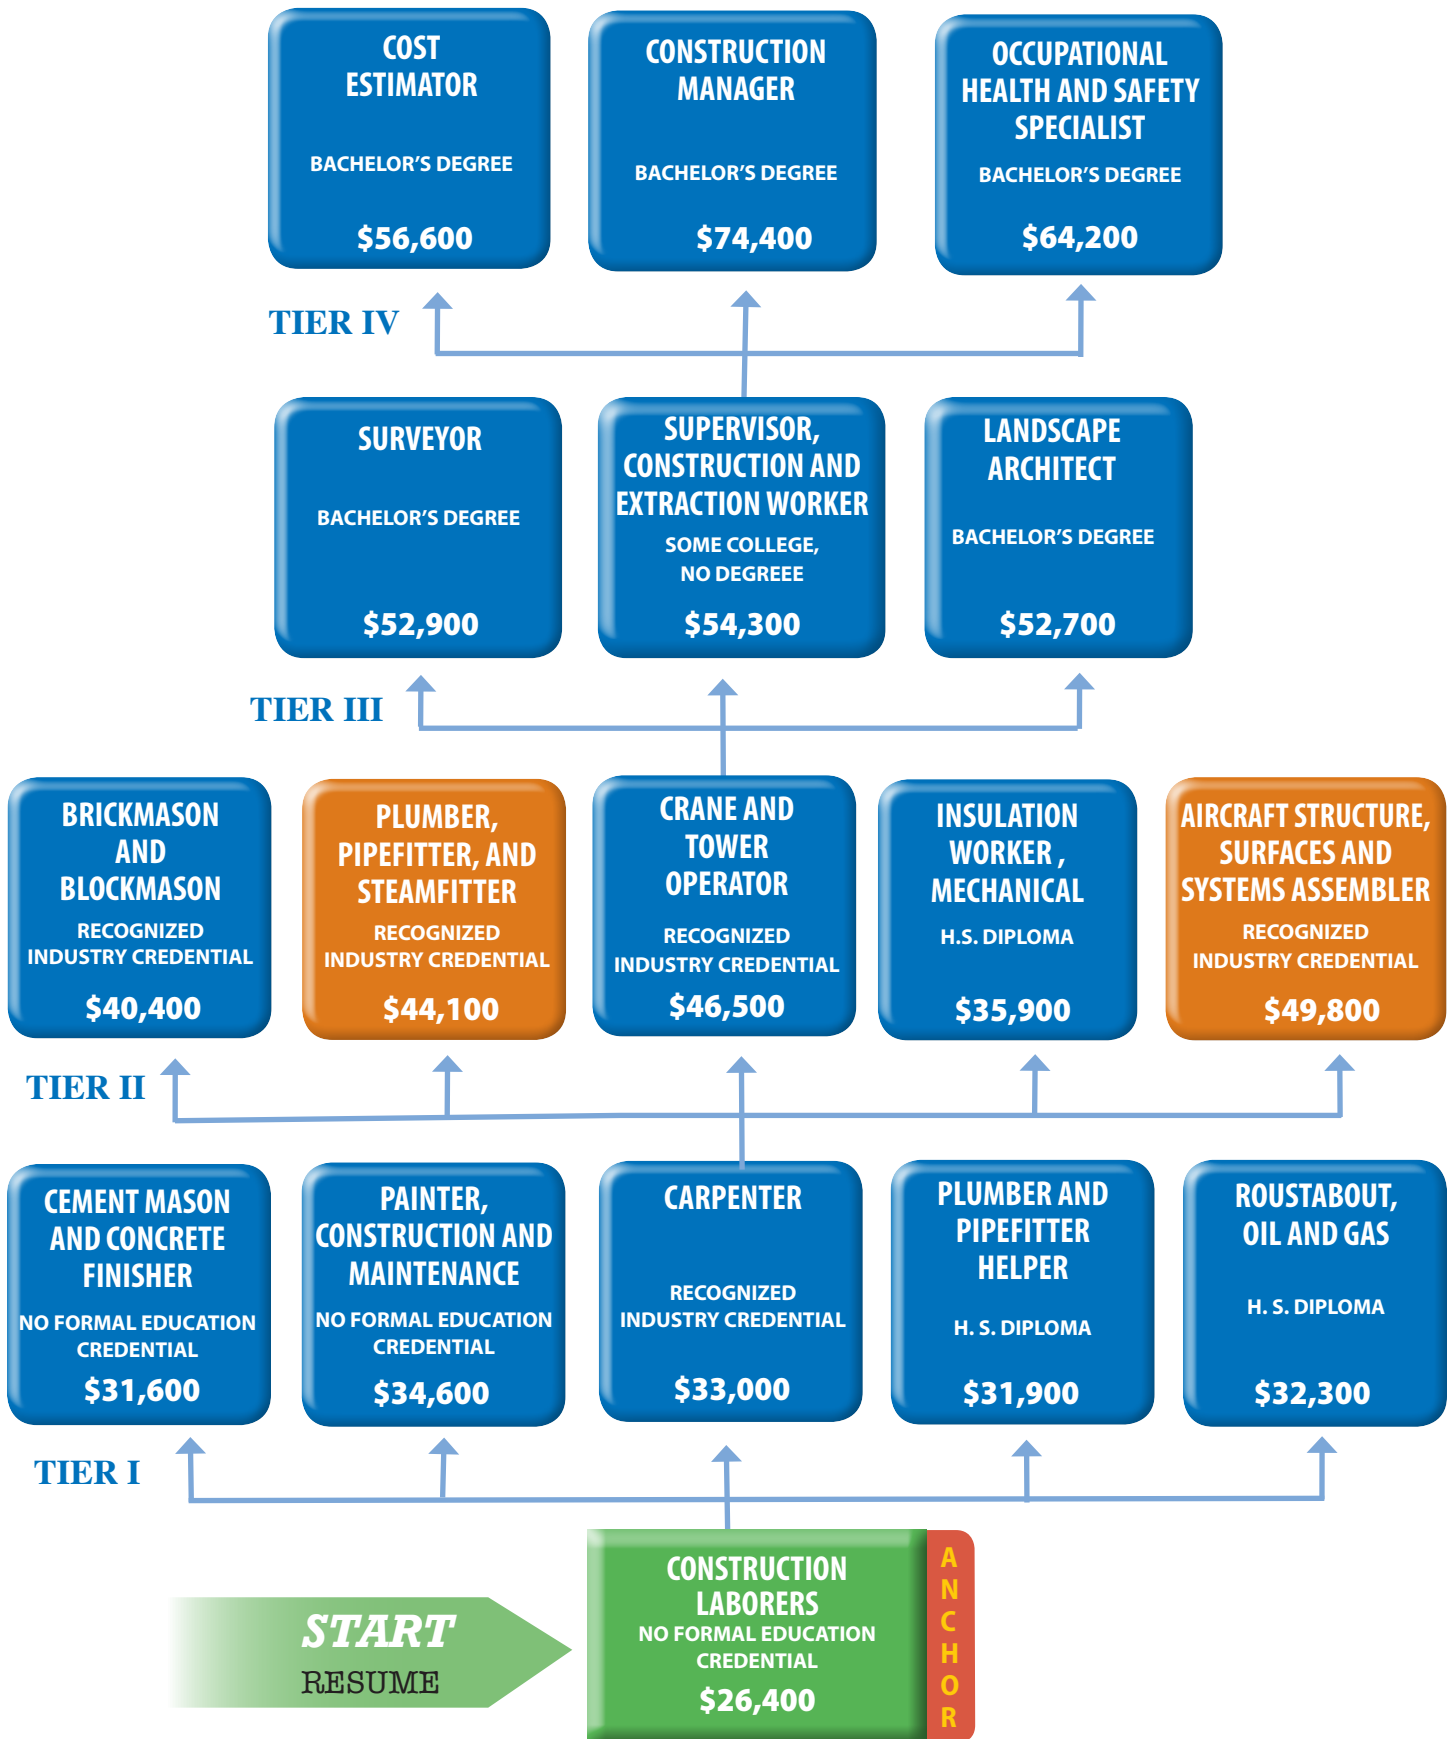 COST
ESTIMATOR
BACHELOR'S DEGREE
$56,600
CONSTRUCTION
MANAGER
BACHELOR'S DEGREE
$74,400
OCCUPATIONAL
HEALTH AND SAFETY
SPECIALIST
BACHELOR'S DEGREE
$64,200
TIER IV
SURVEYOR
BACHELOR'S DEGREE
$52,900
SUPERVISOR,
CONSTRUCTION AND
EXTRACTION WORKER
SOME COLLEGE,
NO DEGREEE
$54,300
LANDSCAPE
ARCHITECT
BACHELOR'S DEGREE
$52,700
TIER III
BRICKMASON
AND
BLOCKMASON
RECOGNIZED
INDUSTRY CREDENTIAL
$40,400
PLUMBER,
PIPEFITTER, AND
STEAMFITTER
RECOGNIZED
INDUSTRY CREDENTIAL
$44,100
CRANE AND
TOWER
OPERATOR
RECOGNIZED
INDUSTRY CREDENTIAL
$46,500
INSULATION
WORKER ,
MECHANICAL
H.S. DIPLOMA
$35,900
AIRCRAFT STRUCTURE,
SURFACES AND
SYSTEMS ASSEMBLER
RECOGNIZED
INDUSTRY CREDENTIAL
$49,800
TIER II
CEMENT MASON
AND CONCRETE
FINISHER
NO FORMAL EDUCATION
CREDENTIAL
$31,600
PAINTER,
CONSTRUCTION AND
MAINTENANCE
NO FORMAL EDUCATION
CREDENTIAL
$34,600
CARPENTER
RECOGNIZED
INDUSTRY CREDENTIAL
$33,000
PLUMBER AND
PIPEFITTER
HELPER
H. S. DIPLOMA
$31,900
ROUSTABOUT,
OIL AND GAS
H. S. DIPLOMA
$32,300
TIER I
START
RESUME
CONSTRUCTION
LABORERS
NO FORMAL EDUCATION
CREDENTIAL
$26,400
ANCHOR